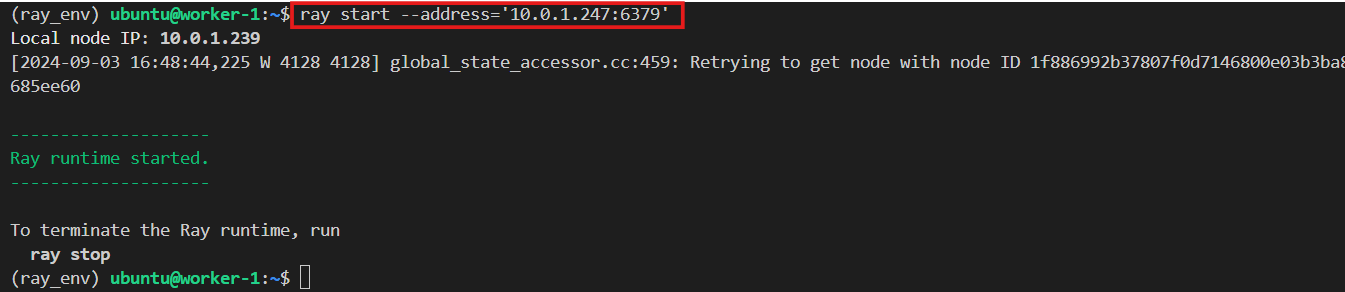 (ray_env) ubuntu@worker-1:~$ ray start --address='10.0.1.247:6379'
Local node IP: 10.0.1.239
[2024-09-03 16:48:44,225 W 4128 4128] global_state_accessor.cc:459: Retrying to get node with node ID 1f886992b37807f0d7146800e03b3ba8
685ee60
--------------------
Ray runtime started.
--------------------
To terminate the Ray runtime, run
ray stop
(ray_env) ubuntu@worker-1:~$